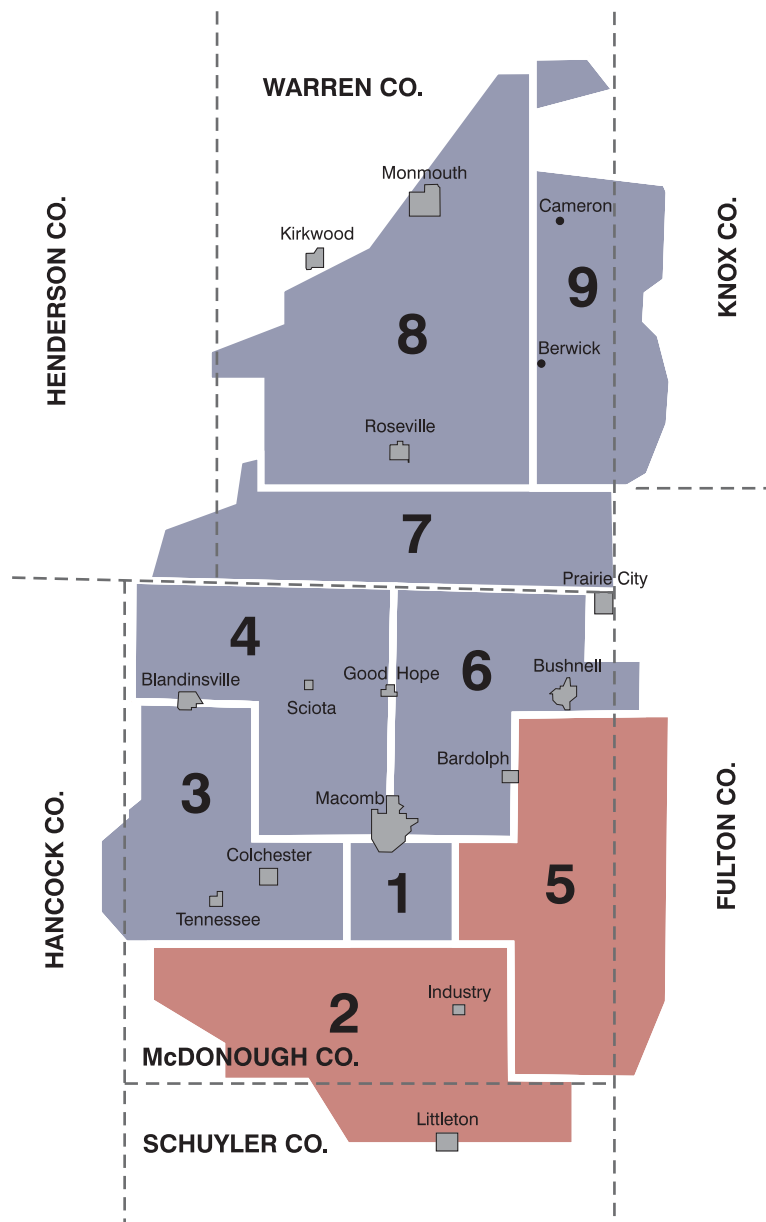 WARREN CO.
Monmouth
Cameron
Kirkwood
HENDERSON CO.
KNOX CO.
9
8
Berwick
Roseville
7
Prairie City
4
6
Blandinsville
Good Hope
Bushnell
Sciota
Bardolph
3
Macomb
HANCOCK CO.
FULTON CO.
Colchester
1
5
Tennessee
Industry
2
McDONOUGH CO.
Littleton
SCHUYLER CO.